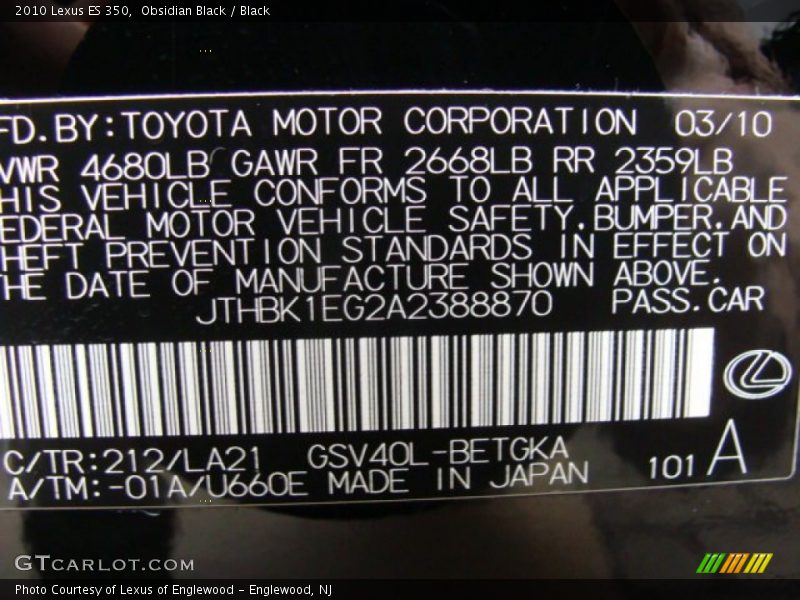 2010 Lexus ES 350, Obsidian Black / Black
FD.BY:TOYOTA MOTOR CORPORATION 03/10
VWR 4680LB GAWR FR 2668LB RR 2359LB
HIS VEHICLE CONFORMS TO ALL APPLICABLE
EDERAL MOTOR VEHICLE SAFETY,BUMPER,AND
HEFT PREVENTION STANDARDS IN EFFECT ON
HE DATE OF MANUFACTURE SHOWN ABOVE.
JTHBK1EG2A2388870 PASS.CAR
C/TR:212/LA21 GSV40L-BETGKA
A/TM:-01A/U660E MADE IN JAPAN 101 A
GTCARLOT.COM
Photo Courtesy of Lexus of Englewood - Englewood, NJ